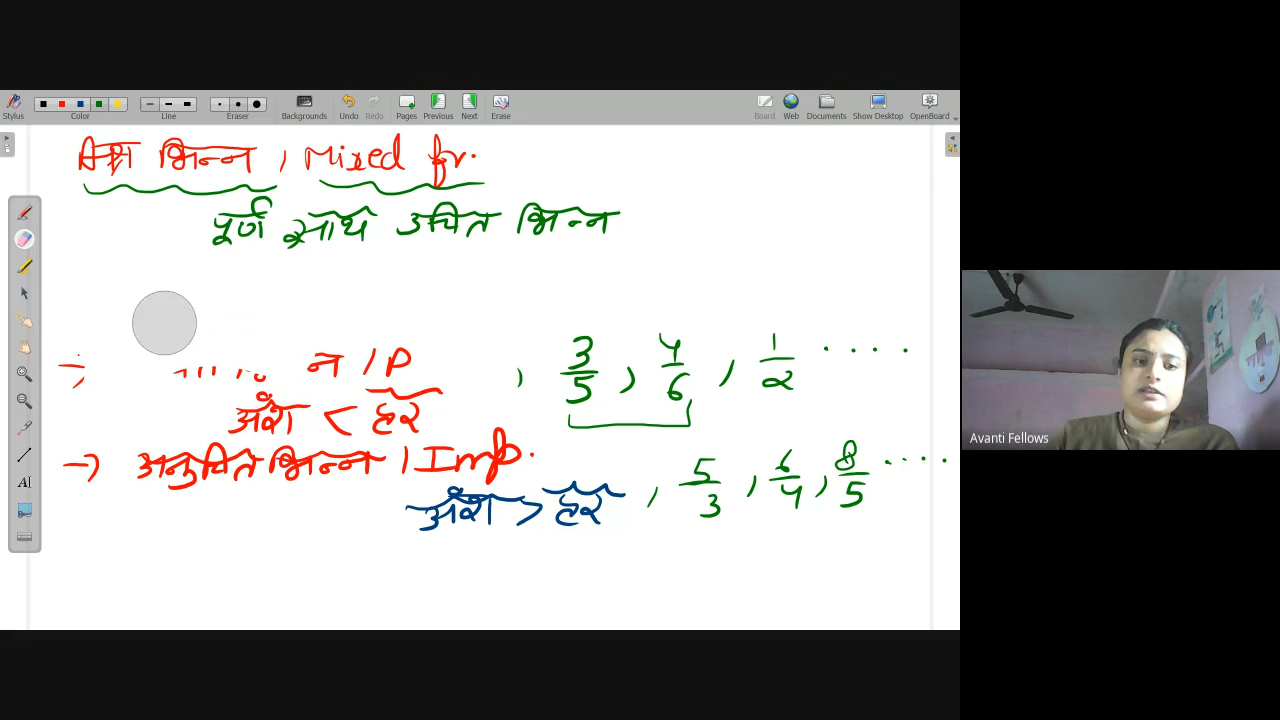 Color
Line
Eraser
Stylus
Backgrounds
Undo
Redo
Pages
Previous
Next
Erase
Board
Web
Documents
Show Desktop
OpenBoard
मिश्र भिन्न, Mixed fr.
पूर्ण साथ उचित भिन्न
न / P , 3/5 , 4/6 , 1/2 ....
अंश < हर
→ अनुचित भिन्न / Imp.
अंश > हर , 5/3 , 6/4 , 8/5 ....
Avanti Fellows